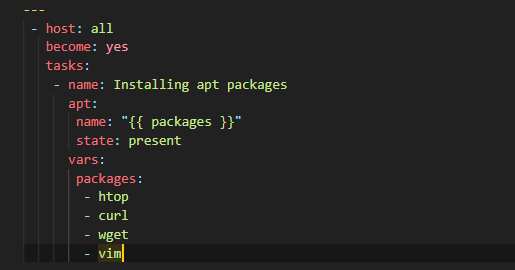 ---
- host: all
  become: yes
  tasks:
   - name: Installing apt packages
     apt:
      name: "{{ packages }}"
      state: present
     vars:
      packages:
       - htop
       - curl
       - wget
       - vim